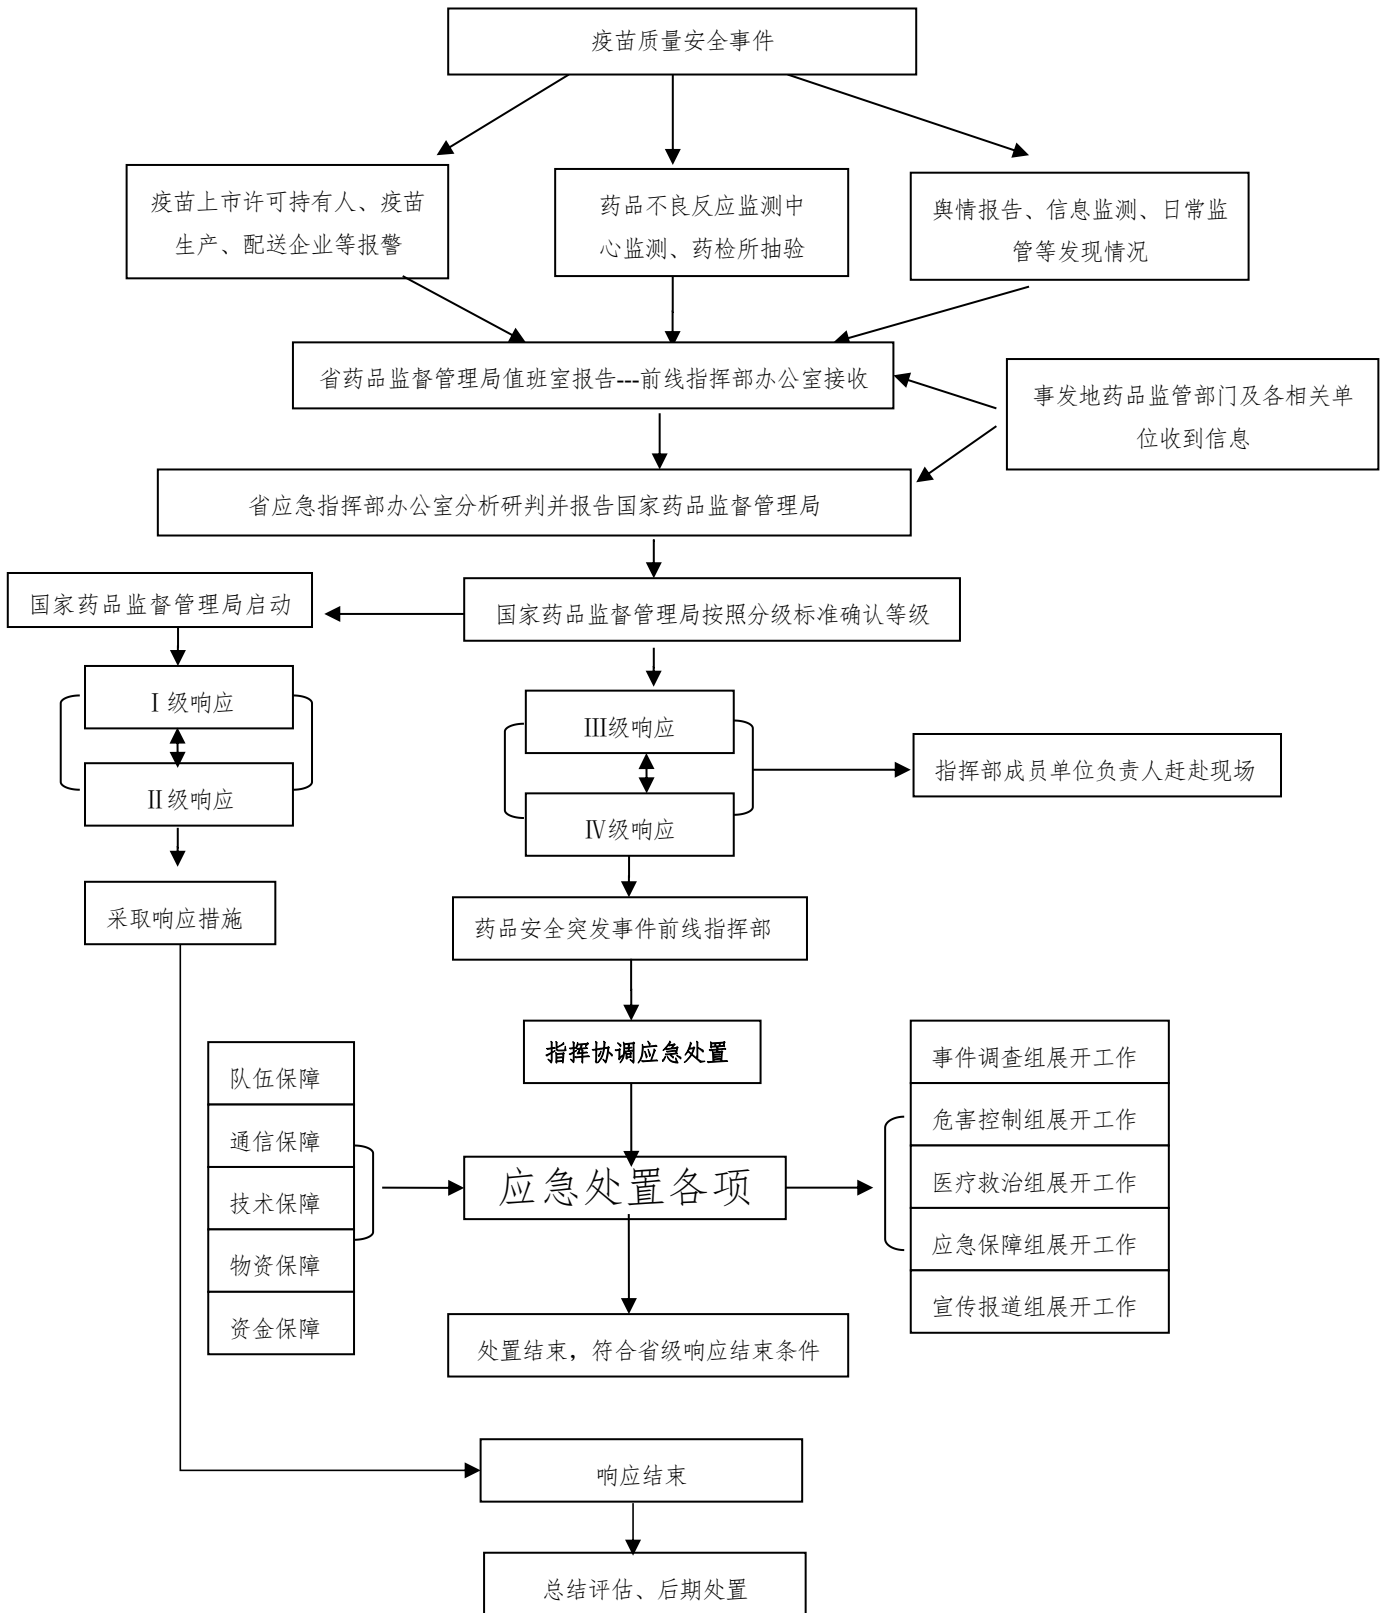 疫苗质量安全事件
疫苗上市许可持有人、疫苗
生产、配送企业等报警
药品不良反应监测中
心监测、药检所抽验
舆情报告、信息监测、日常监
管等发现情况
省药品监督管理局值班室报告---前线指挥部办公室接收
事发地药品监管部门及各相关单
位收到信息
省应急指挥部办公室分析研判并报告国家药品监督管理局
国家药品监督管理局启动
国家药品监督管理局按照分级标准确认等级
Ⅰ级响应
Ⅱ级响应
Ⅲ级响应
Ⅳ级响应
指挥部成员单位负责人赶赴现场
采取响应措施
药品安全突发事件前线指挥部
指挥协调应急处置
队伍保障
通信保障
技术保障
物资保障
资金保障
应急处置各项
事件调查组展开工作
危害控制组展开工作
医疗救治组展开工作
应急保障组展开工作
宣传报道组展开工作
处置结束，符合省级响应结束条件
响应结束
总结评估、后期处置